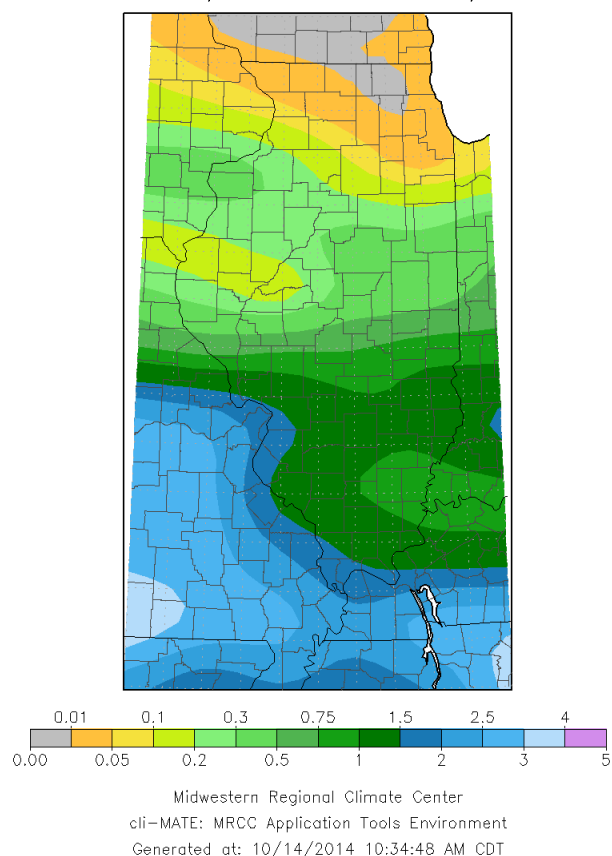 0.01 0.1 0.3 0.75 1.5 2.5 4
0.00 0.05 0.2 0.5 1 2 3 5
Midwestern Regional Climate Center
cli-MATE: MRCC Application Tools Environment
Generated at: 10/14/2014 10:34:48 AM CDT